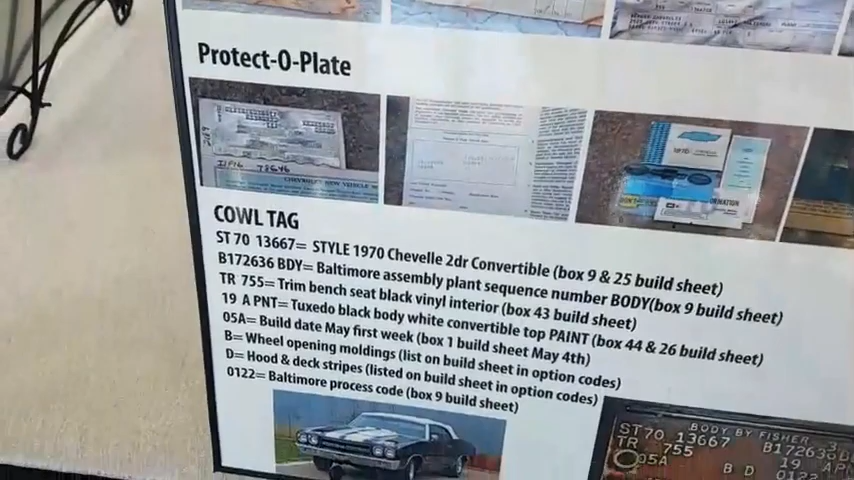 Protect-O-Plate
COWL TAG
ST 70 13667= STYLE 1970 Chevelle 2dr Convertible (box 9 & 25 build sheet)
B172636 BDY= Baltimore assembly plant sequence number BODY(box 9 build sheet)
TR 755= Trim bench seat black vinyl interior (box 43 build sheet)
19 A PNT= Tuxedo black body white convertible top PAINT (box 44 & 26 build sheet)
05A= Build date May first week (box 1 build sheet May 4th)
B= Wheel opening moldings (list on build sheet in option codes)
D= Hood & deck stripes (listed on build sheet in option codes)
0122= Baltimore process code (box 9 build sheet)
BODY BY FISHER
ST70 13667 B172636
TR 755 19 A
05A B D